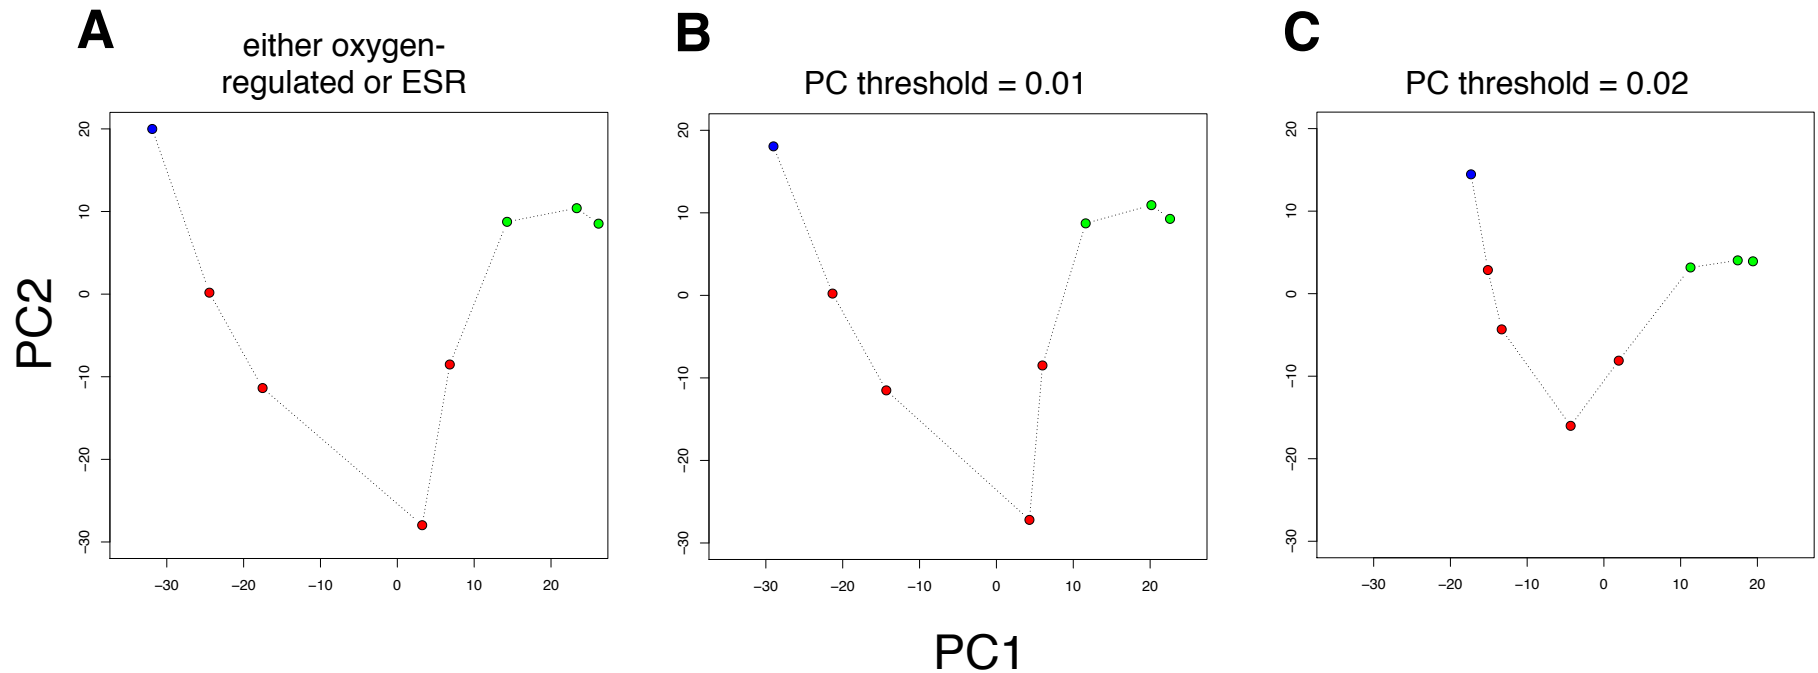 A
either oxygen-
regulated or ESR
B
PC threshold = 0.01
C
PC threshold = 0.02
PC2
20
10
0
−10
−20
−30
−30 −20 −10 0 10 20
20
10
0
−10
−20
−30
−30 −20 −10 0 10 20
20
10
0
−10
−20
−30
−30 −20 −10 0 10 20
PC1